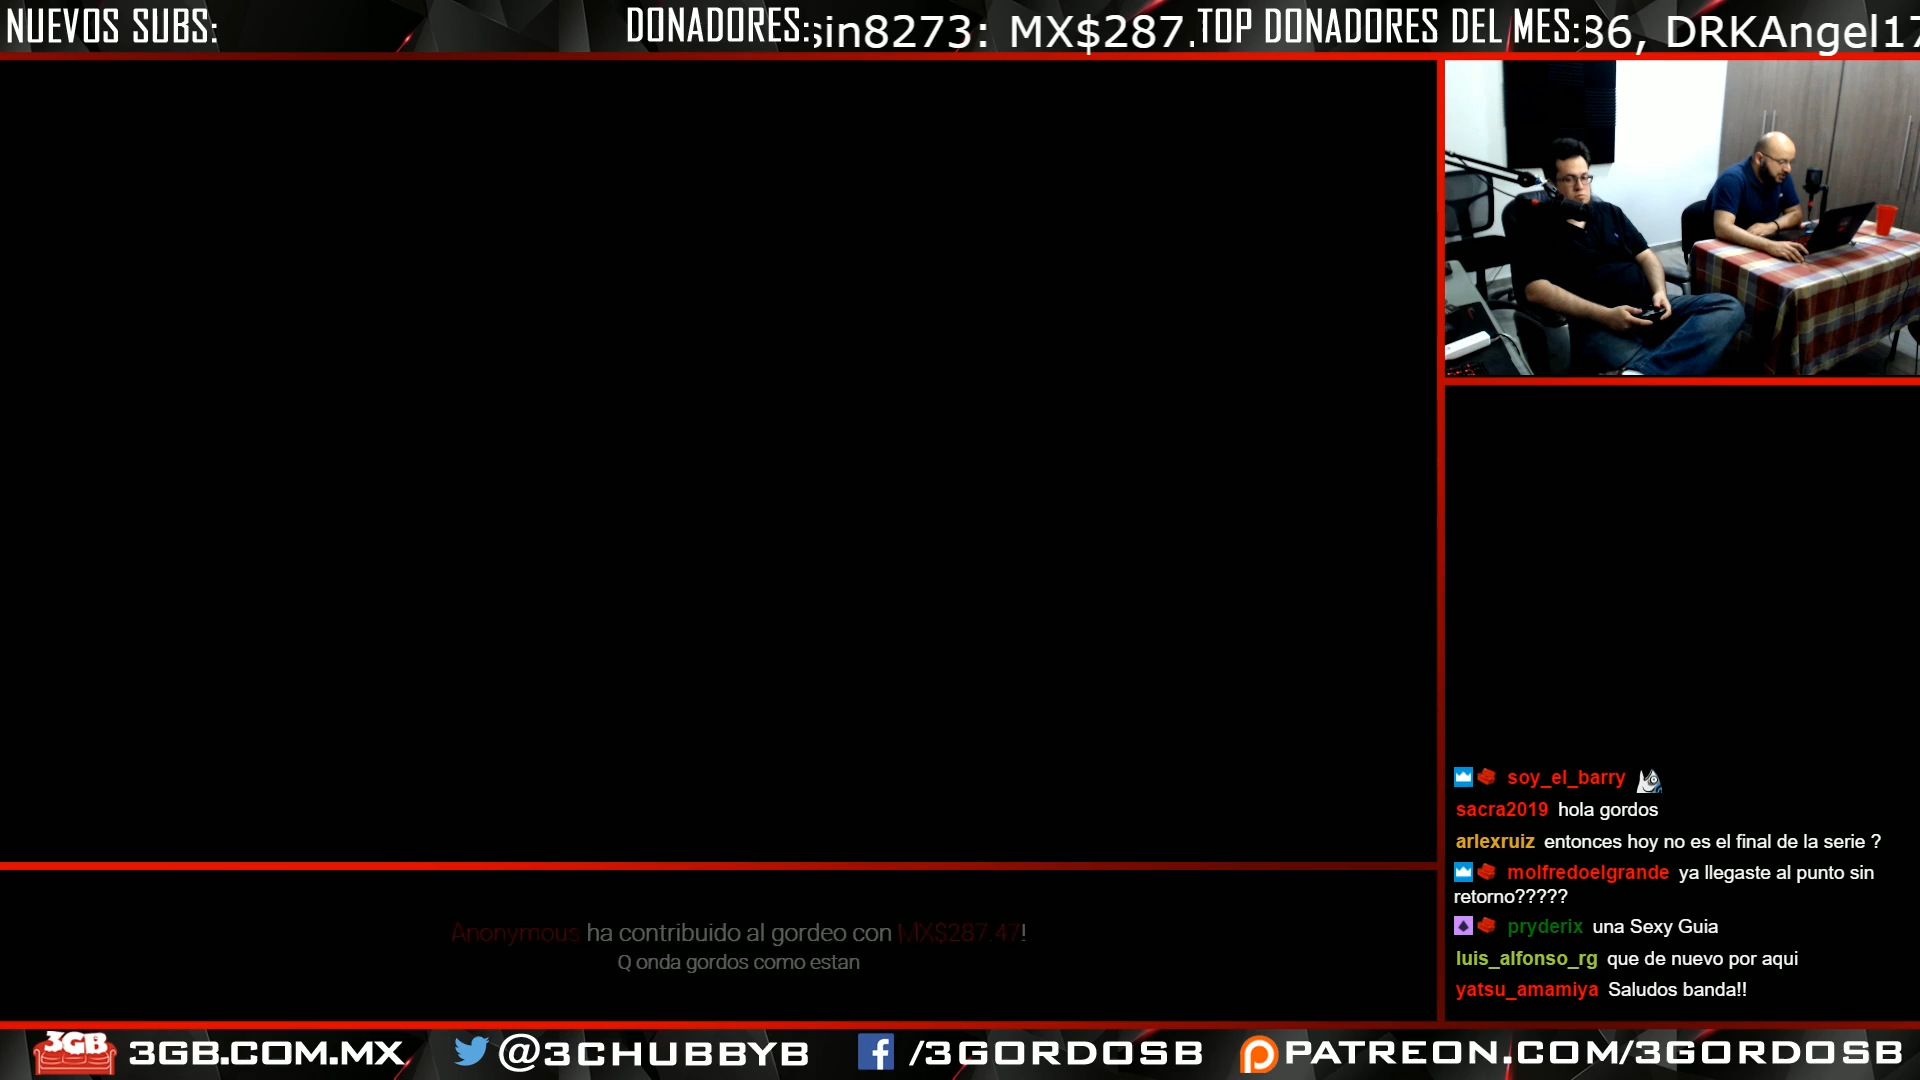 NUEVOS SUBS:
DONADORES:
sin8273: MX$287.
TOP DONADORES DEL MES:
86, DRKAngel17
soy_el_barry
sacra2019 hola gordos
arlexruiz entonces hoy no es el final de la serie ?
molfredoelgrande ya llegaste al punto sin
retorno?????
pryderix una Sexy Guia
luis_alfonso_rg que de nuevo por aqui
yatsu_amamiya Saludos banda!!
Anonymous ha contribuido al gordeo con MX$287.47!
Q onda gordos como estan
3GB 3GB.COM.MX
@3CHUBBYB
/3GORDOSB
PATREON.COM/3GORDOSB